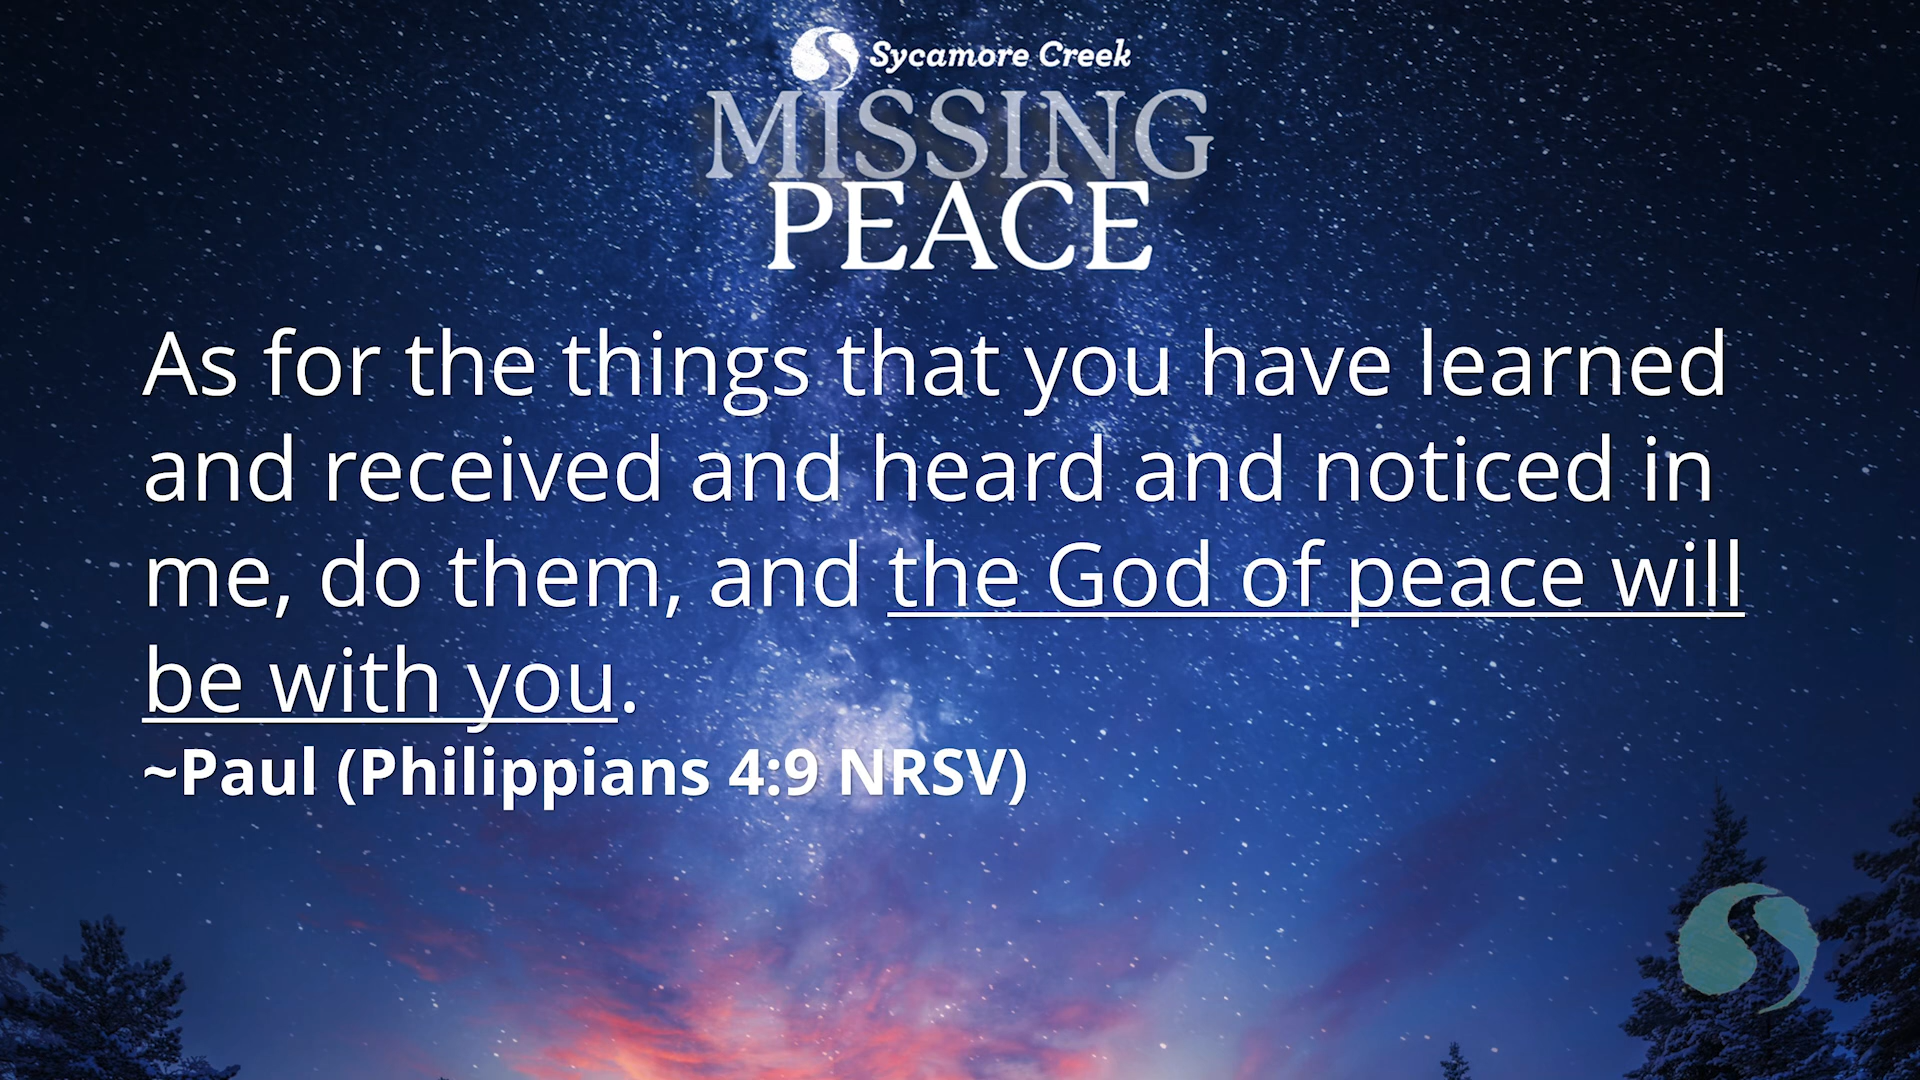 Sycamore Creek
MISSING
PEACE
As for the things that you have learned
and received and heard and noticed in
me, do them, and the God of peace will
be with you.
~Paul (Philippians 4:9 NRSV)